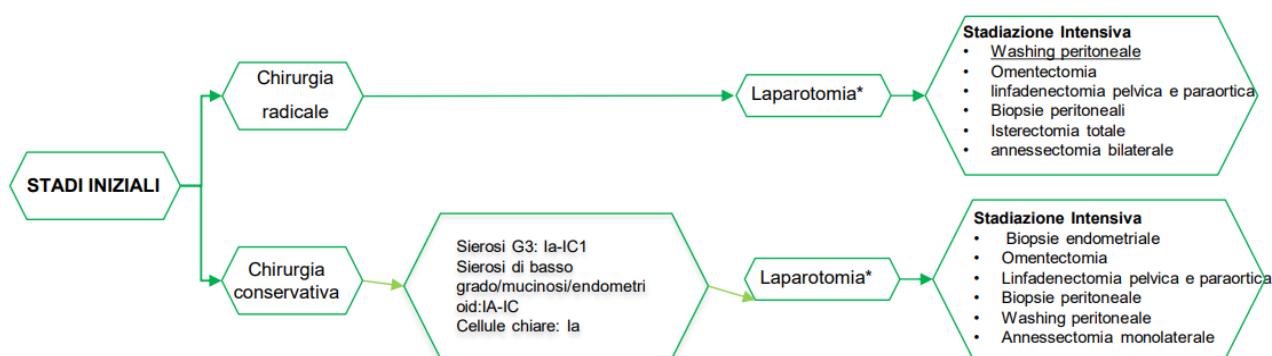 STADI INIZIALI
Chirurgia
radicale
Laparotomia*
Stadiazione Intensiva
• Washing peritoneale
• Omentectomia
• linfadenectomia pelvica e paraortica
• Biopsie peritoneali
• Isterectomia totale
• annessectomia bilaterale
Chirurgia
conservativa
Sierosi G3: Ia-IC1
Sierosi di basso
grado/mucinosi/endometri
oid:IA-IC
Cellule chiare: Ia
Laparotomia*
Stadiazione Intensiva
• Biopsie endometriale
• Omentectomia
• Linfadenectomia pelvica e paraortica
• Biopsie peritoneale
• Washing peritoneale
• Annessectomia monolaterale